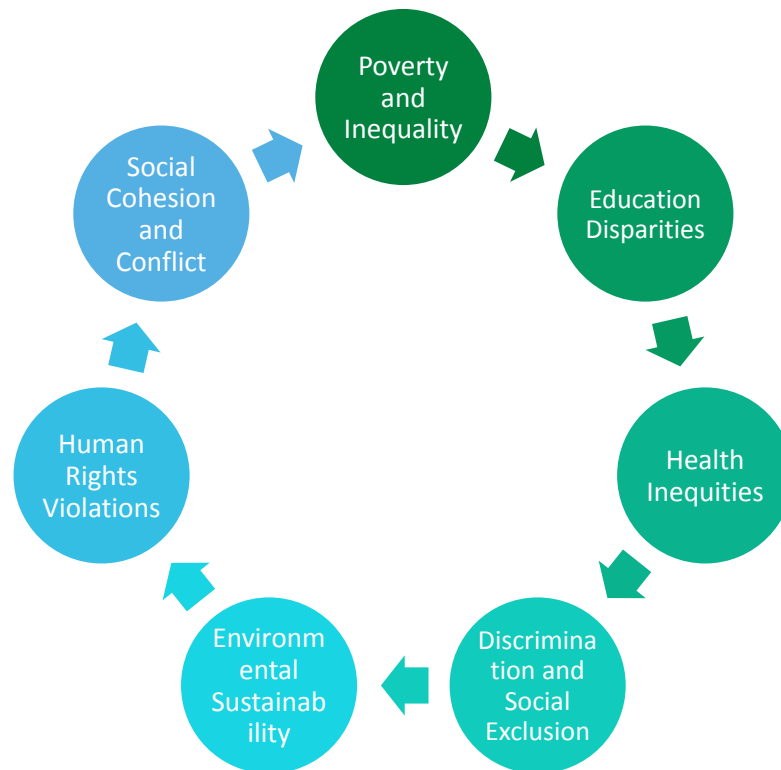 Poverty
and
Inequality
Education
Disparities
Health
Inequities
Discrimina
tion and
Social
Exclusion
Environm
ental
Sustainab
ility
Human
Rights
Violations
Social
Cohesion
and
Conflict